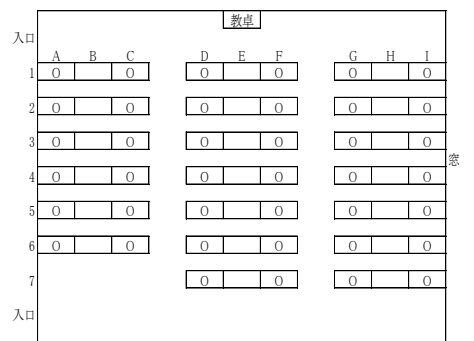 教卓
入口
A B C D E F G H I
1 O O O O O O
2 O O O O O O
3 O O O O O O
窓
4 O O O O O O
5 O O O O O O
6 O O O O O O
7 O O O O
入口